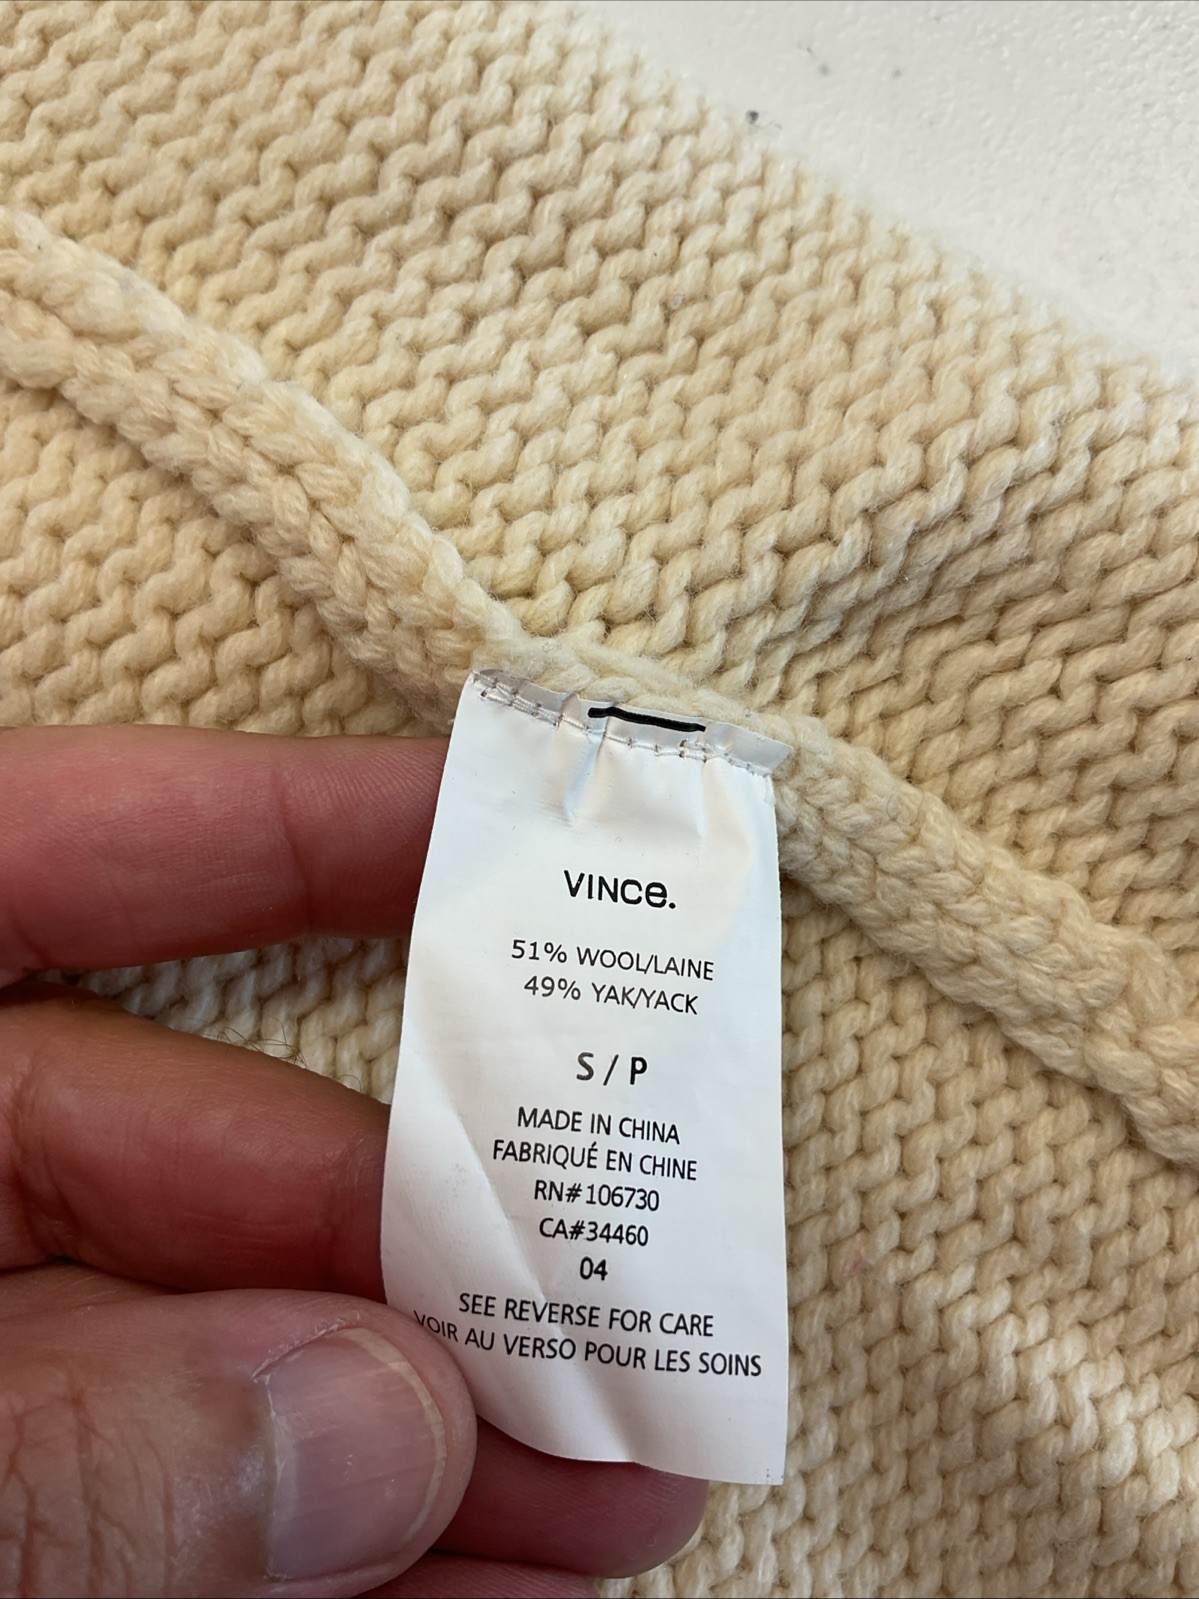 VINCe.
51% WOOL/LAINE
49% YAK/YACK
S / P
MADE IN CHINA
FABRIQUÉ EN CHINE
RN#106730
CA#34460
04
SEE REVERSE FOR CARE
VOIR AU VERSO POUR LES SOINS